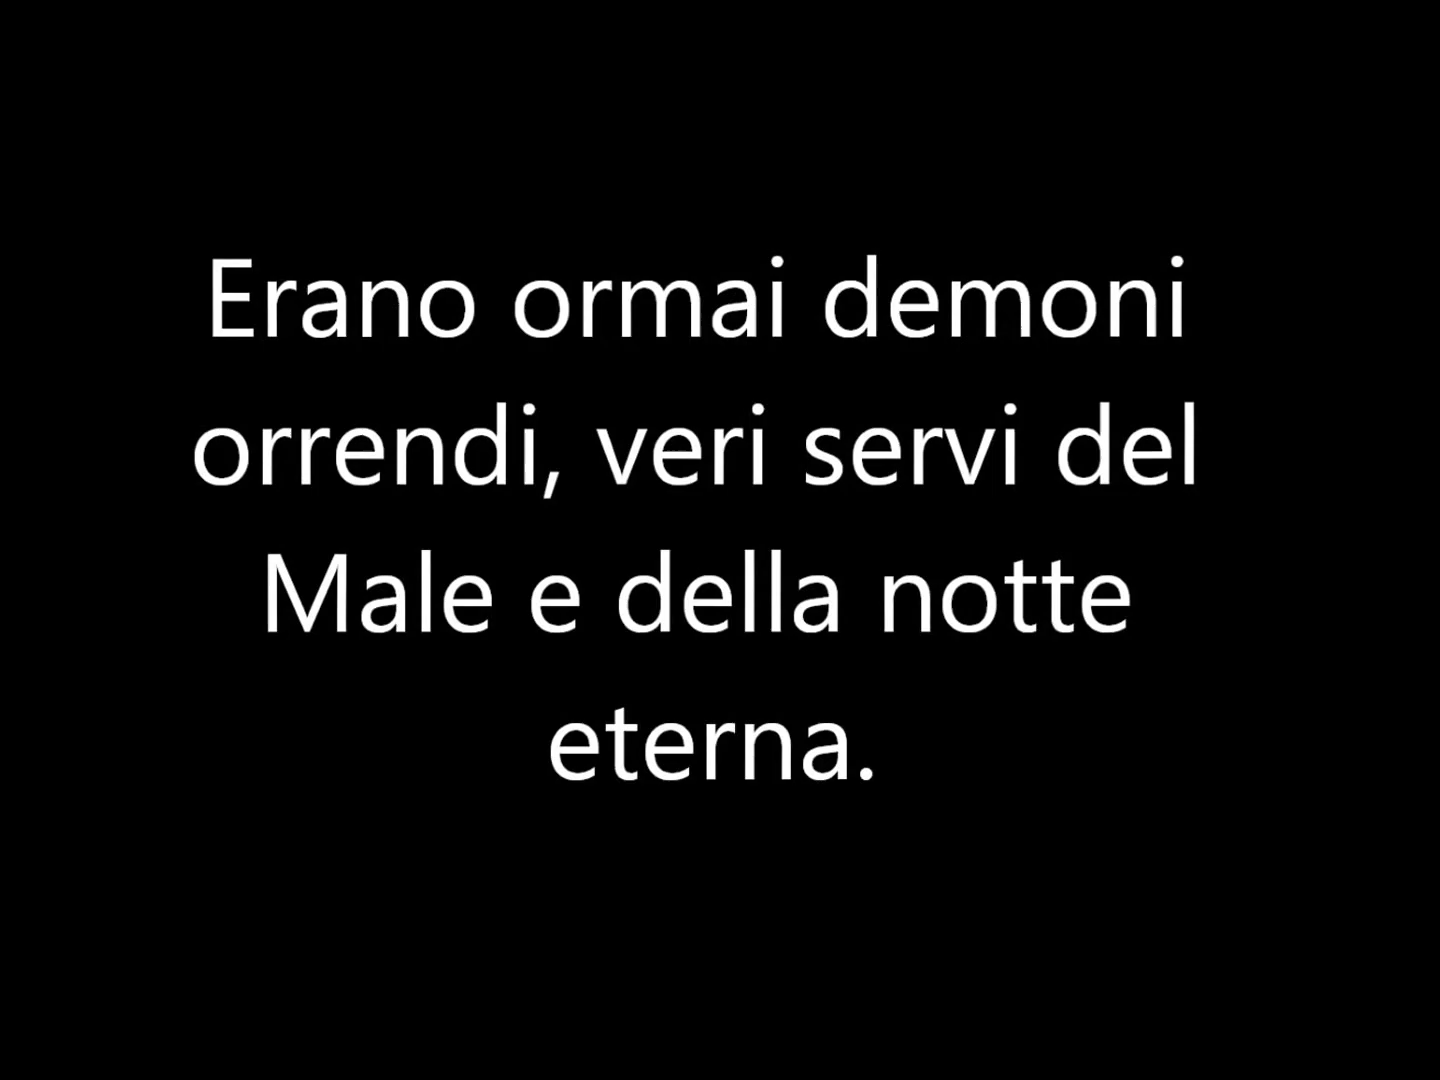 Erano ormai demoni
orrendi, veri servi del
Male e della notte
eterna.